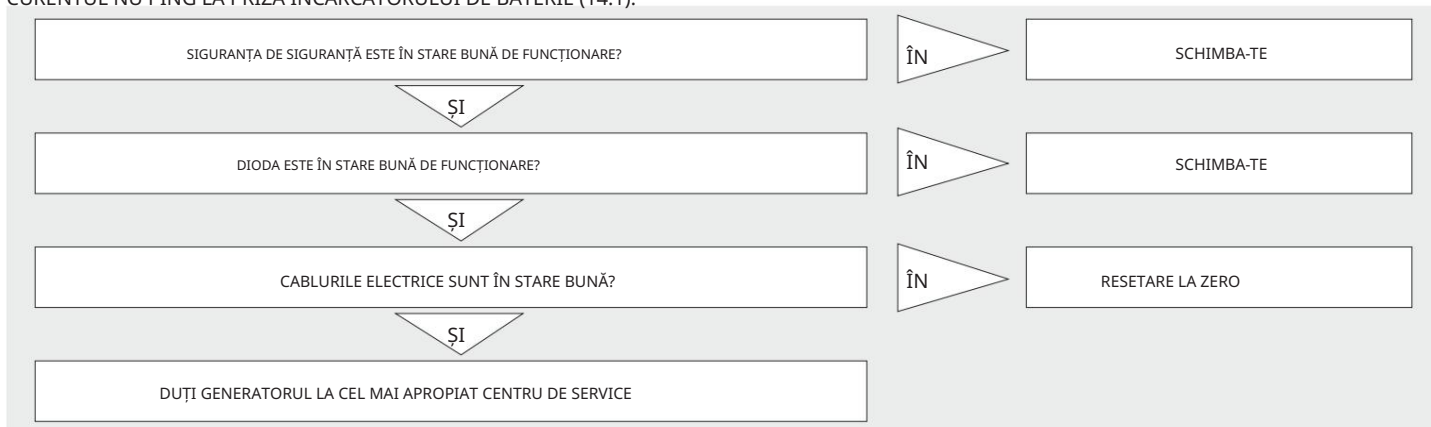 SIGURANȚA DE SIGURANȚĂ ESTE ÎN STARE BUNĂ DE FUNCȚIONARE?
ÎN
SCHIMBA-TE
ȘI
DIODA ESTE ÎN STARE BUNĂ DE FUNCȚIONARE?
ÎN
SCHIMBA-TE
ȘI
CABLURILE ELECTRICE SUNT ÎN STARE BUNĂ?
ÎN
RESETARE LA ZERO
ȘI
DUȚI GENERATORUL LA CEL MAI APROPIAT CENTRU DE SERVICE